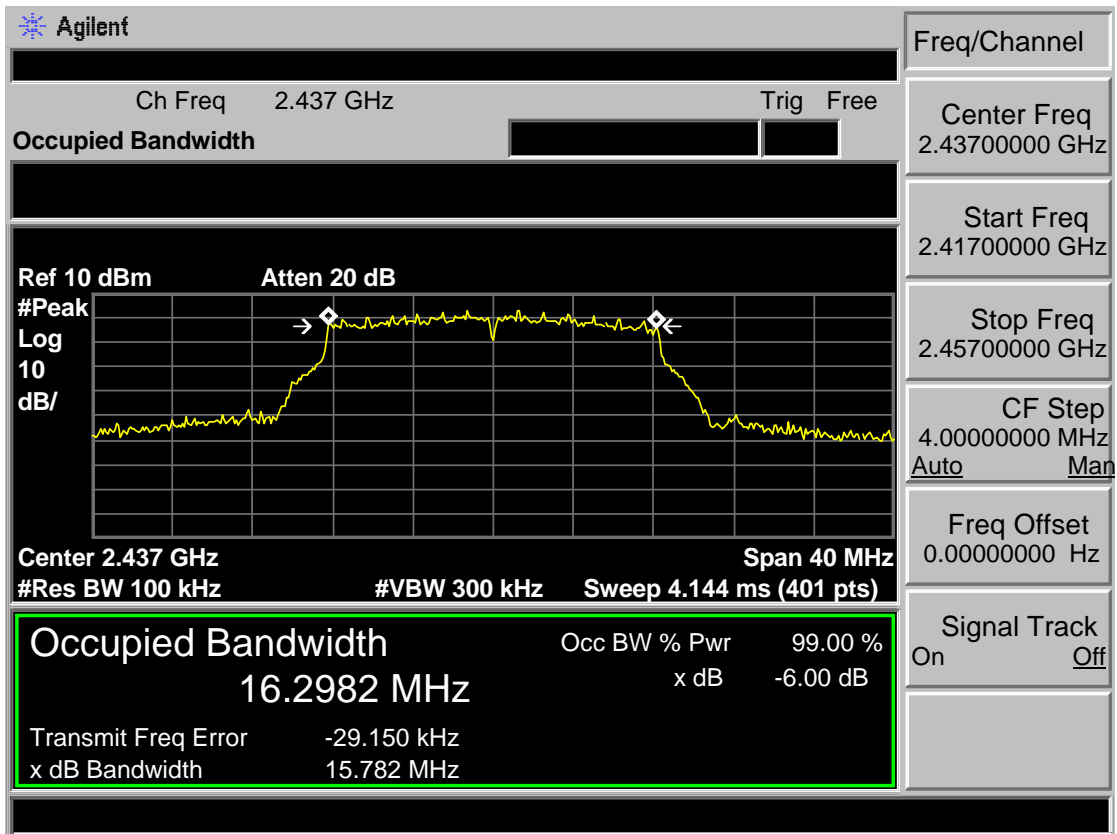 Agilent
Freq/Channel
Ch Freq 2.437 GHz Trig Free
Occupied Bandwidth
Center Freq
2.43700000 GHz
Start Freq
2.41700000 GHz
Stop Freq
2.45700000 GHz
CF Step
4.00000000 MHz
Auto Man
Freq Offset
0.00000000 Hz
Signal Track
On Off
Ref 10 dBm Atten 20 dB
#Peak
Log
10
dB/
Center 2.437 GHz Span 40 MHz
#Res BW 100 kHz #VBW 300 kHz Sweep 4.144 ms (401 pts)
Occupied Bandwidth Occ BW % Pwr 99.00 %
16.2982 MHz x dB -6.00 dB
Transmit Freq Error -29.150 kHz
x dB Bandwidth 15.782 MHz